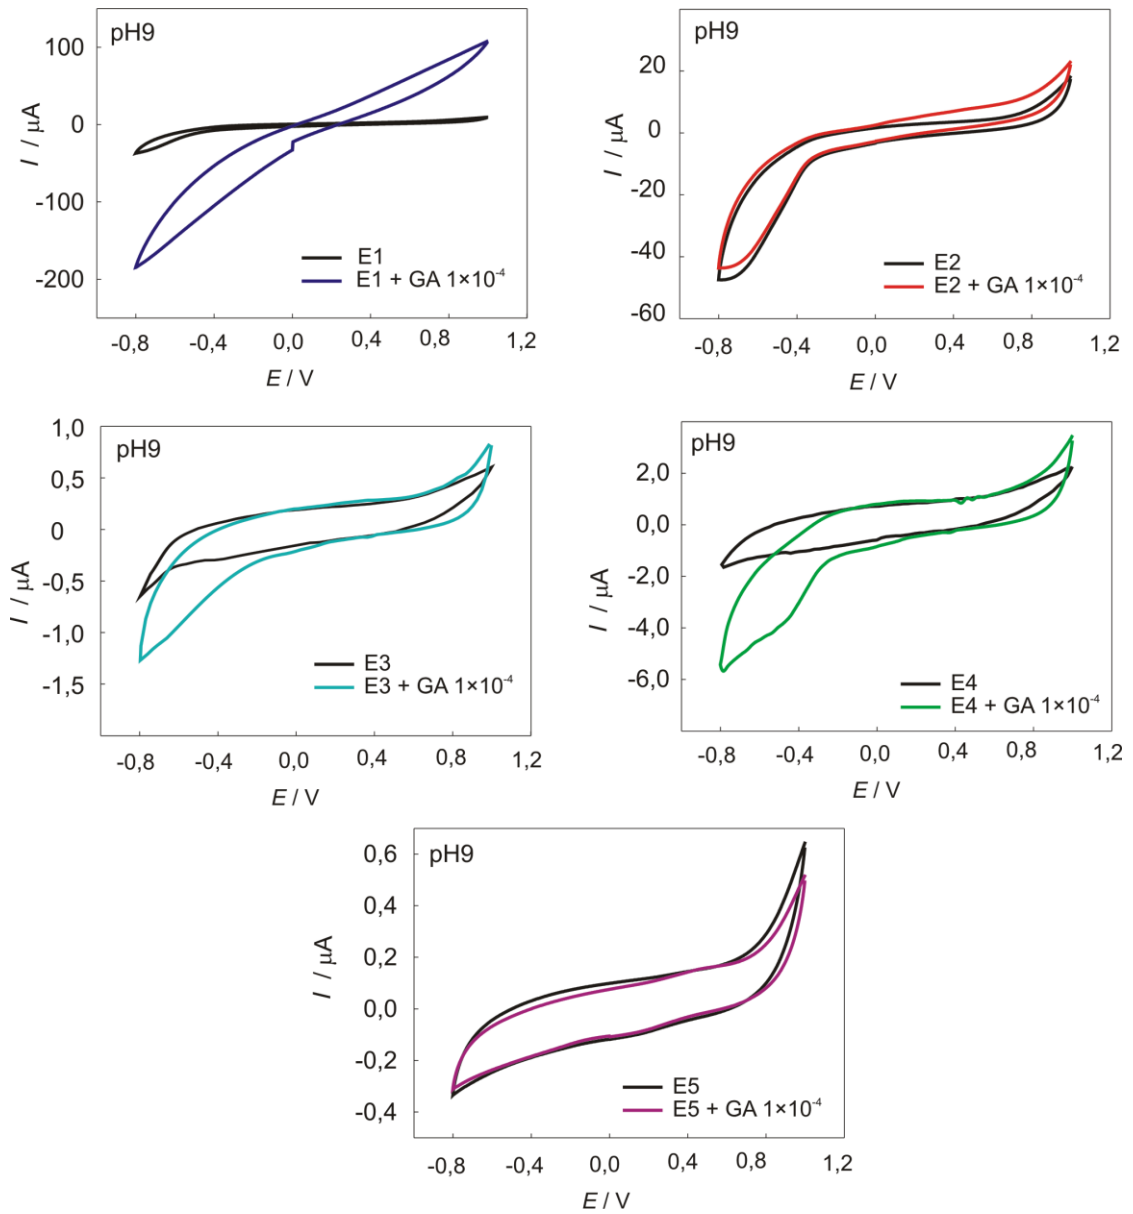 pH9
100
0
-100
-200
I / μA
E1
E1 + GA 1×10⁻⁴
-0,8 -0,4 0,0 0,4 0,8 1,2
E / V
pH9
20
0
-20
-40
-60
I / μA
E2
E2 + GA 1×10⁻⁴
-0,8 -0,4 0,0 0,4 0,8 1,2
E / V
pH9
1,0
0,5
0
-0,5
-1,0
-1,5
I / μA
E3
E3 + GA 1×10⁻⁴
-0,8 -0,4 0,0 0,4 0,8 1,2
E / V
pH9
2,0
0,0
-2,0
-4,0
-6,0
I / μA
E4
E4 + GA 1×10⁻⁴
-0,8 -0,4 0,0 0,4 0,8 1,2
E / V
pH9
0,6
0,4
0,2
0,0
-0,2
-0,4
I / μA
E5
E5 + GA 1×10⁻⁴
-0,8 -0,4 0,0 0,4 0,8 1,2
E / V